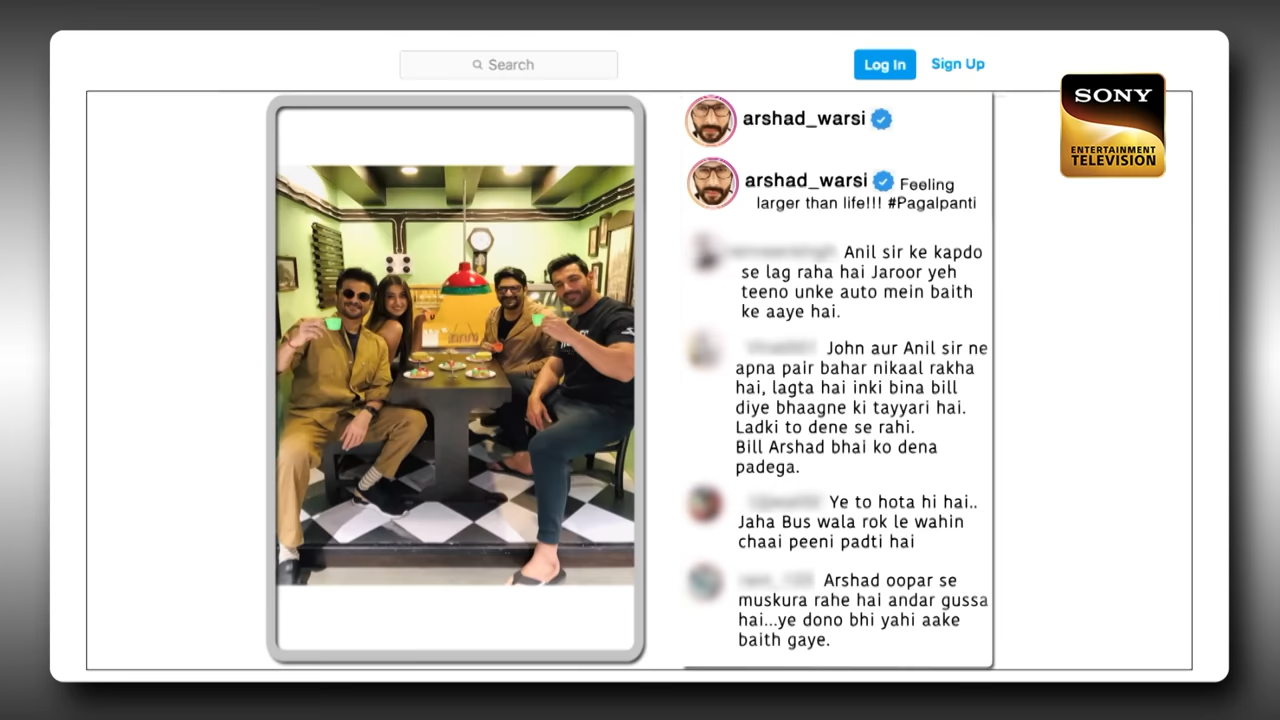 Search
Log In
Sign Up
SONY
ENTERTAINMENT
TELEVISION
arshad_warsi
arshad_warsi Feeling
larger than life!!! #Pagalpanti
Anil sir ke kapdo
se lag raha hai Jaroor yeh
teeno unke auto mein baith
ke aaye hai.
John aur Anil sir ne
apna pair bahar nikaal rakha
hai, lagta hai inki bina bill
diye bhaagne ki tayyari hai.
Ladki to dene se rahi.
Bill Arshad bhai ko dena
padega.
Ye to hota hi hai..
Jaha Bus wala rok le wahin
chaai peeni padti hai
Arshad oopar se
muskura rahe hai andar gussa
hai...ye dono bhi yahi aake
baith gaye.